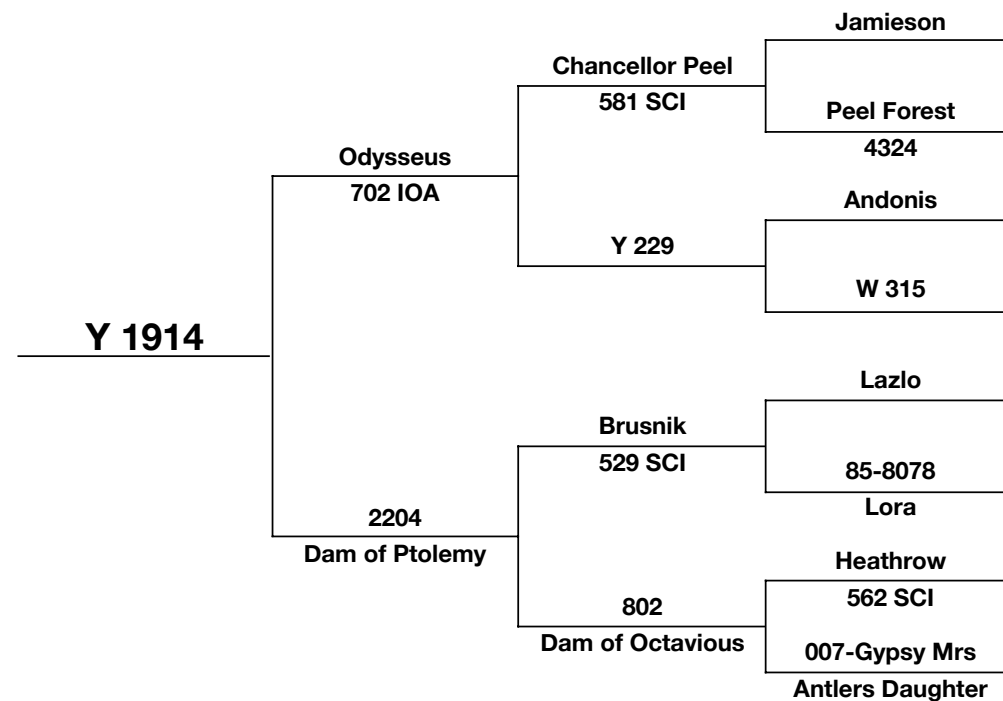 Jamieson
Chancellor Peel
581 SCI
Peel Forest
4324
Odysseus
702 IOA
Andonis
Y 229
W 315
Y 1914
Lazlo
Brusnik
529 SCI
85-8078
Lora
2204
Dam of Ptolemy
Heathrow
562 SCI
802
Dam of Octavious
007-Gypsy Mrs
Antlers Daughter